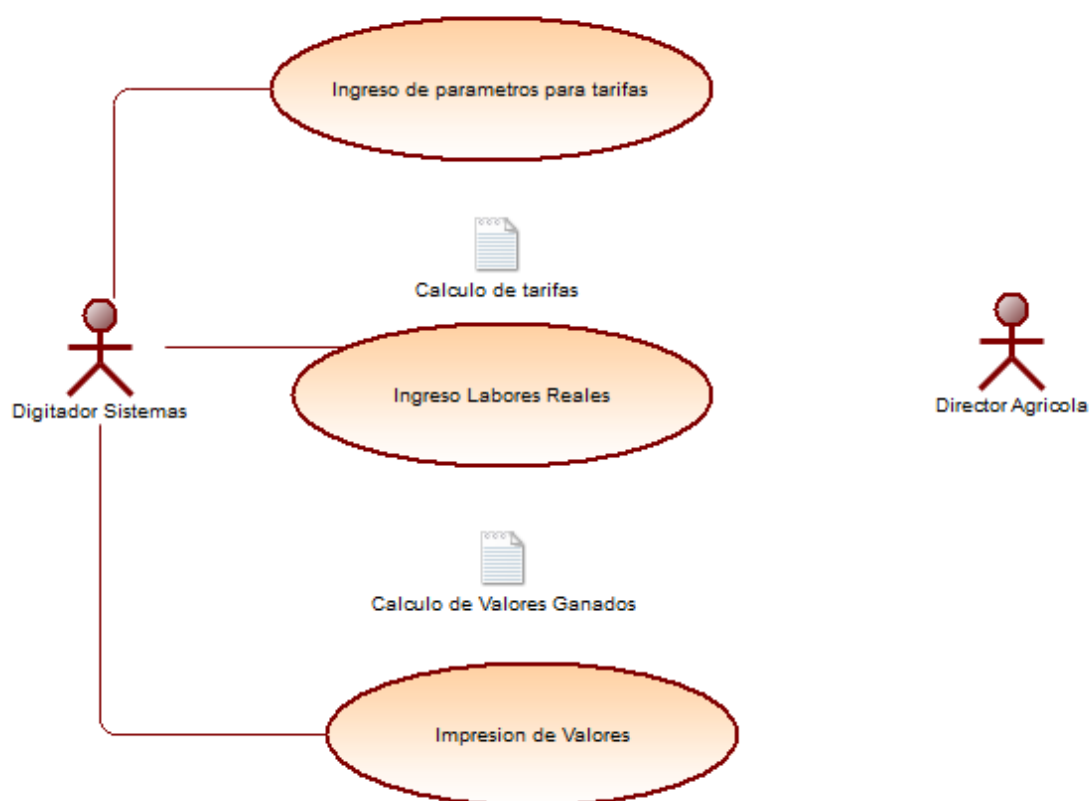 Ingreso de parametros para tarifas
Calculo de tarifas
Ingreso Labores Reales
Digitador Sistemas
Director Agricola
Calculo de Valores Ganados
Impresion de Valores